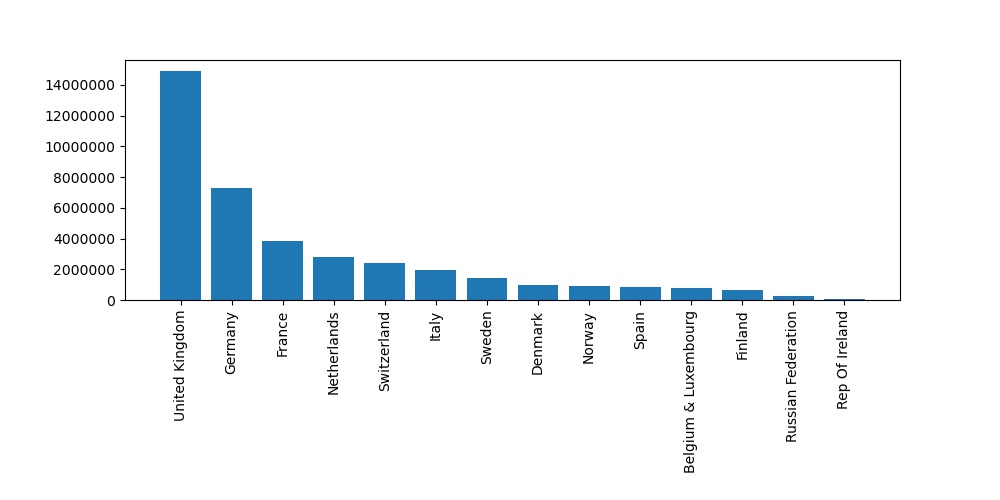 14000000
12000000
10000000
8000000
6000000
4000000
2000000
0
United Kingdom
Germany
France
Netherlands
Switzerland
Italy
Sweden
Denmark
Norway
Spain
Belgium & Luxembourg
Finland
Russian Federation
Rep Of Ireland